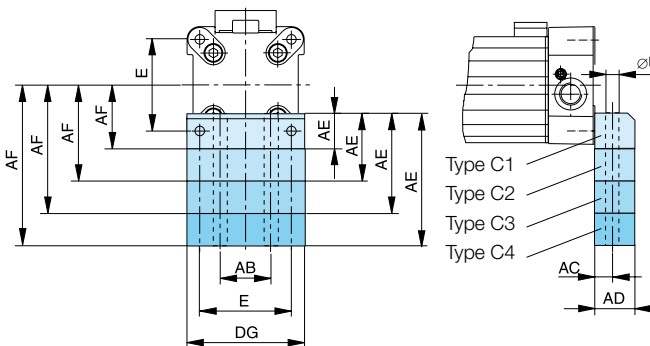 E
AF
AF
AF
AF
AE
AE
AE
AE
AB
E
DG
Type C1
Type C2
Type C3
Type C4
AC
AD